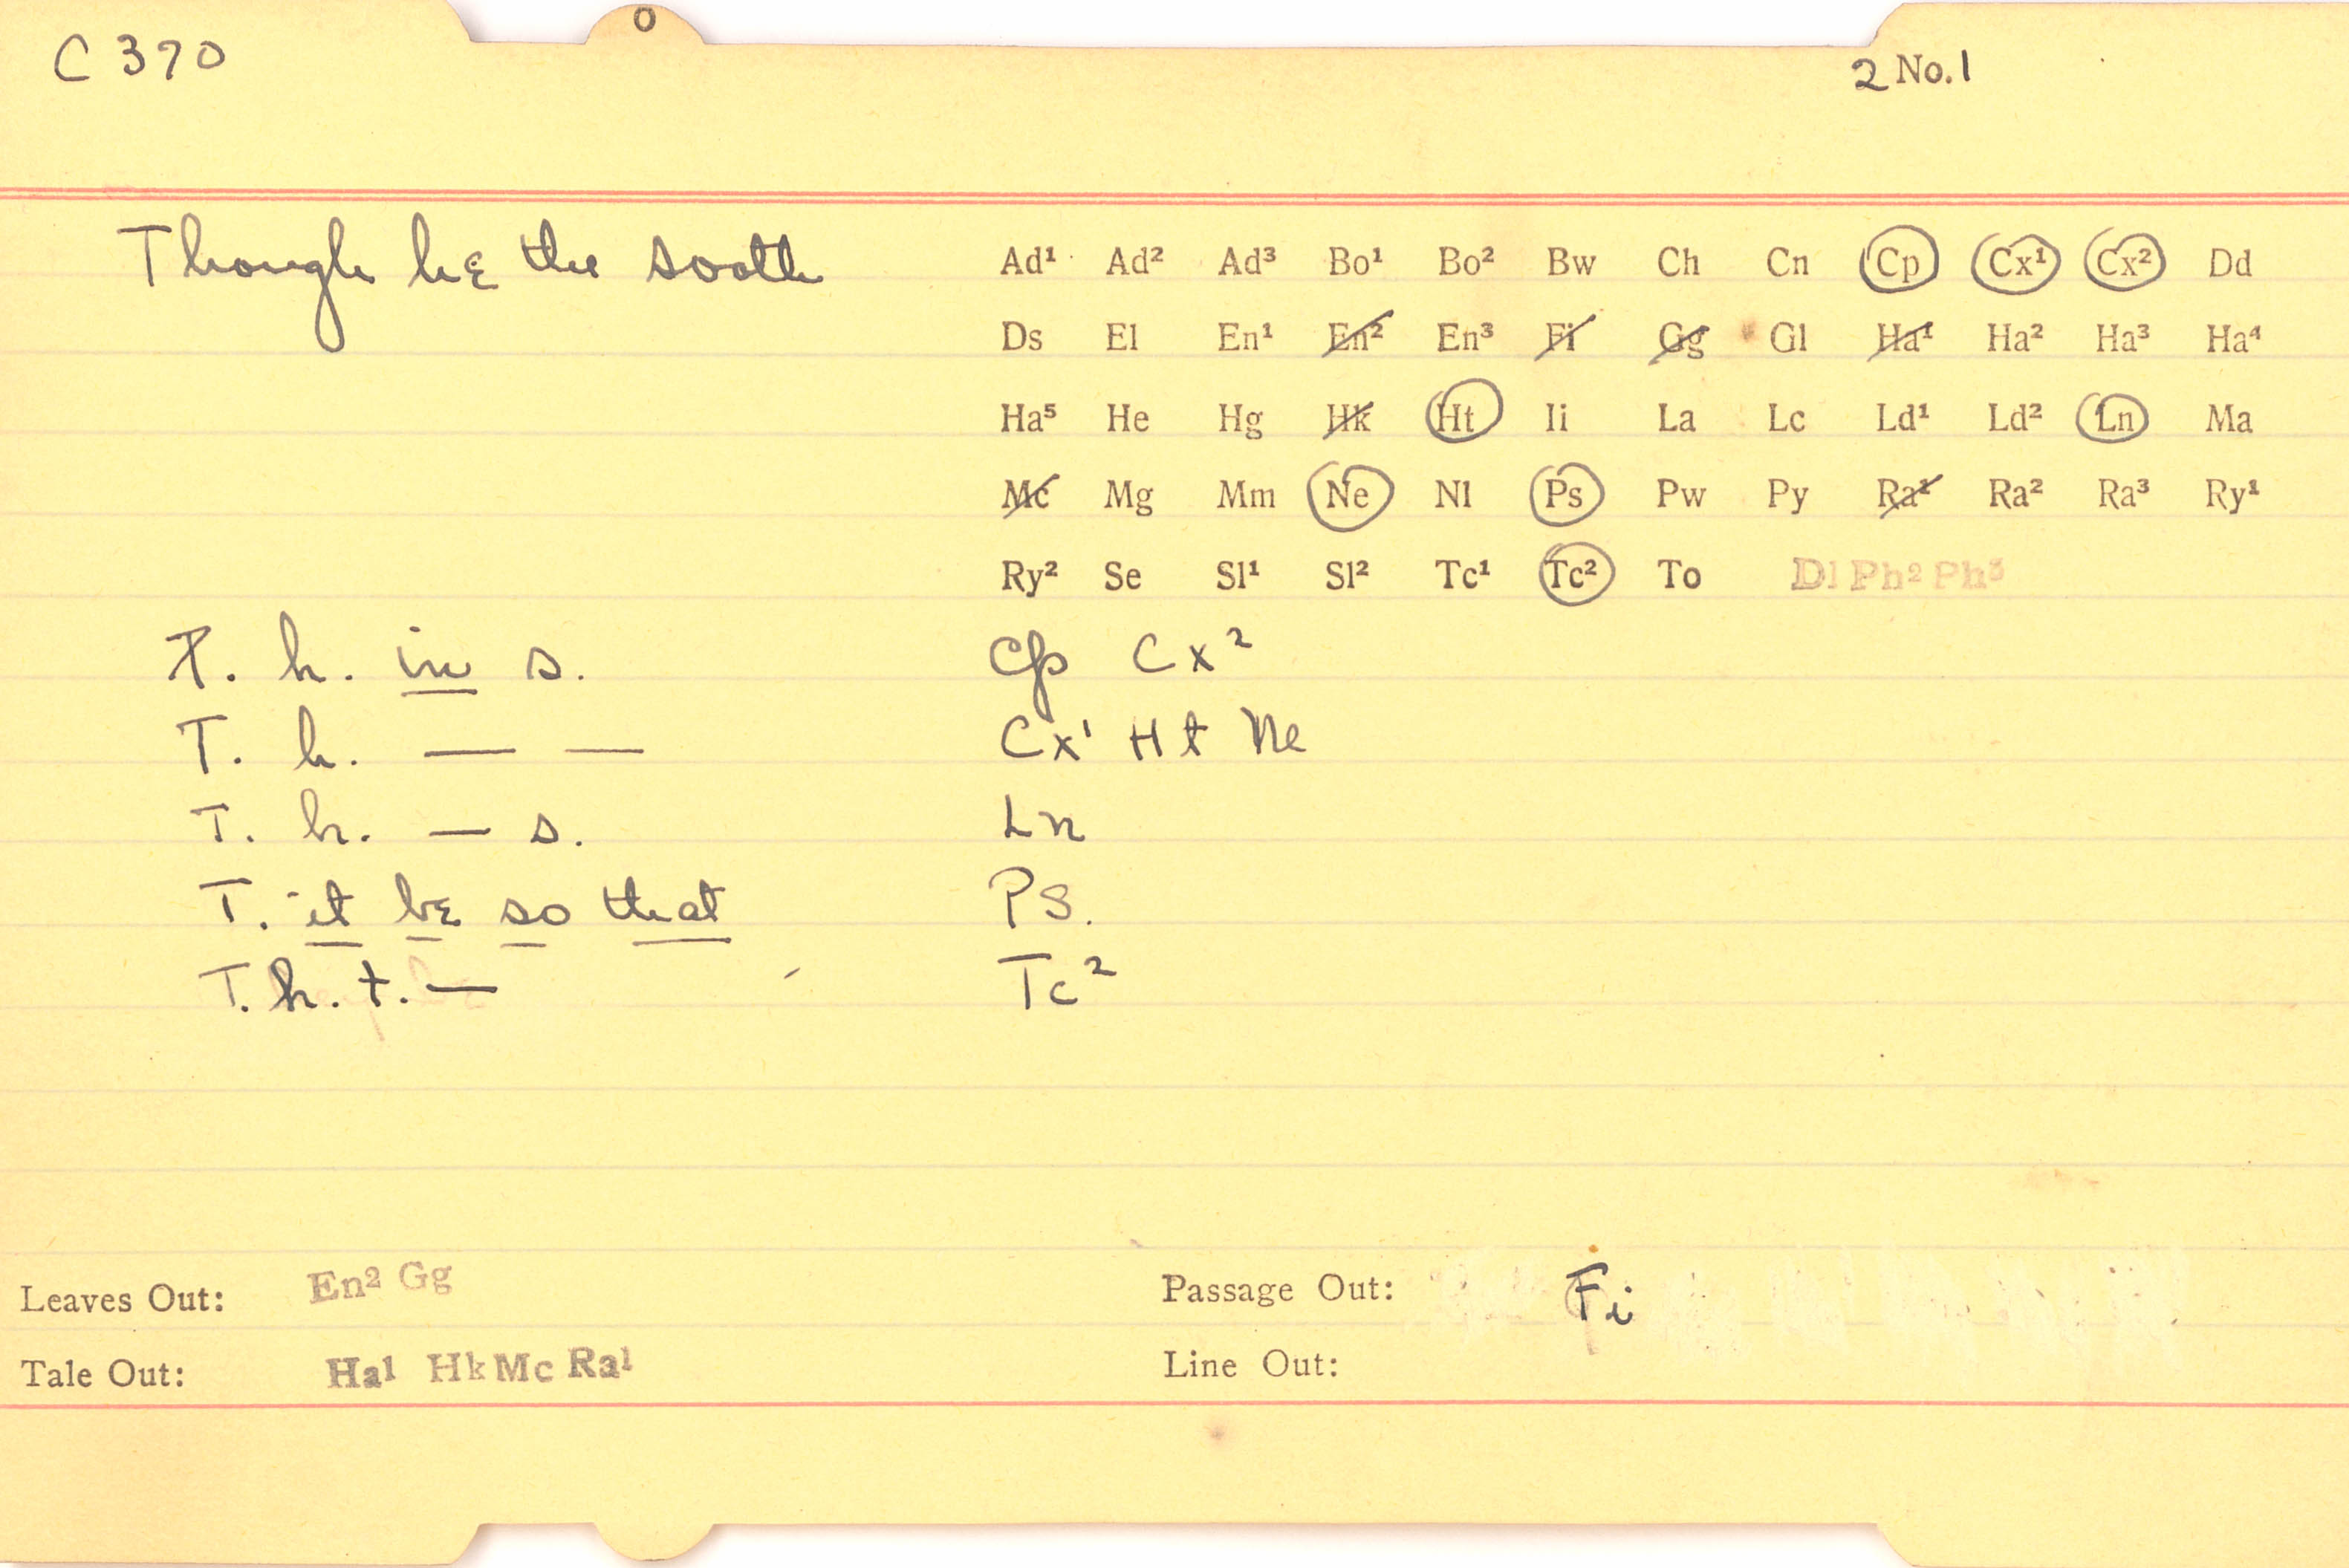 O
C 370
2 No. 1
Though he the sooth
Ad¹ Ad² Ad³ Bo¹ Bo² Bw Ch Cn Cp Cx¹ Cx² Dd
Ds El En¹ En² En³ Fi Gg Gl Ha¹ Ha² Ha³ Ha⁴
Ha⁵ He Hg Hk Ht Ii La Lc Ld¹ Ld² Ln Ma
Mc Mg Mm Ne Nl Ps Pw Py Ra¹ Ra² Ra³ Ry¹
Ry² Se Sl¹ Sl² Tc¹ Tc² To Dl Ph² Ph³
T. h. in s. Cp Cx²
T. h. — — Cx¹ Ht Ne
T. h. — s. Ln
T. it be so that Ps.
T. h. t. — Tc²
Leaves Out: En² Gg
Passage Out: Fi
Tale Out: Ha¹ Hk Mc Ra¹
Line Out: